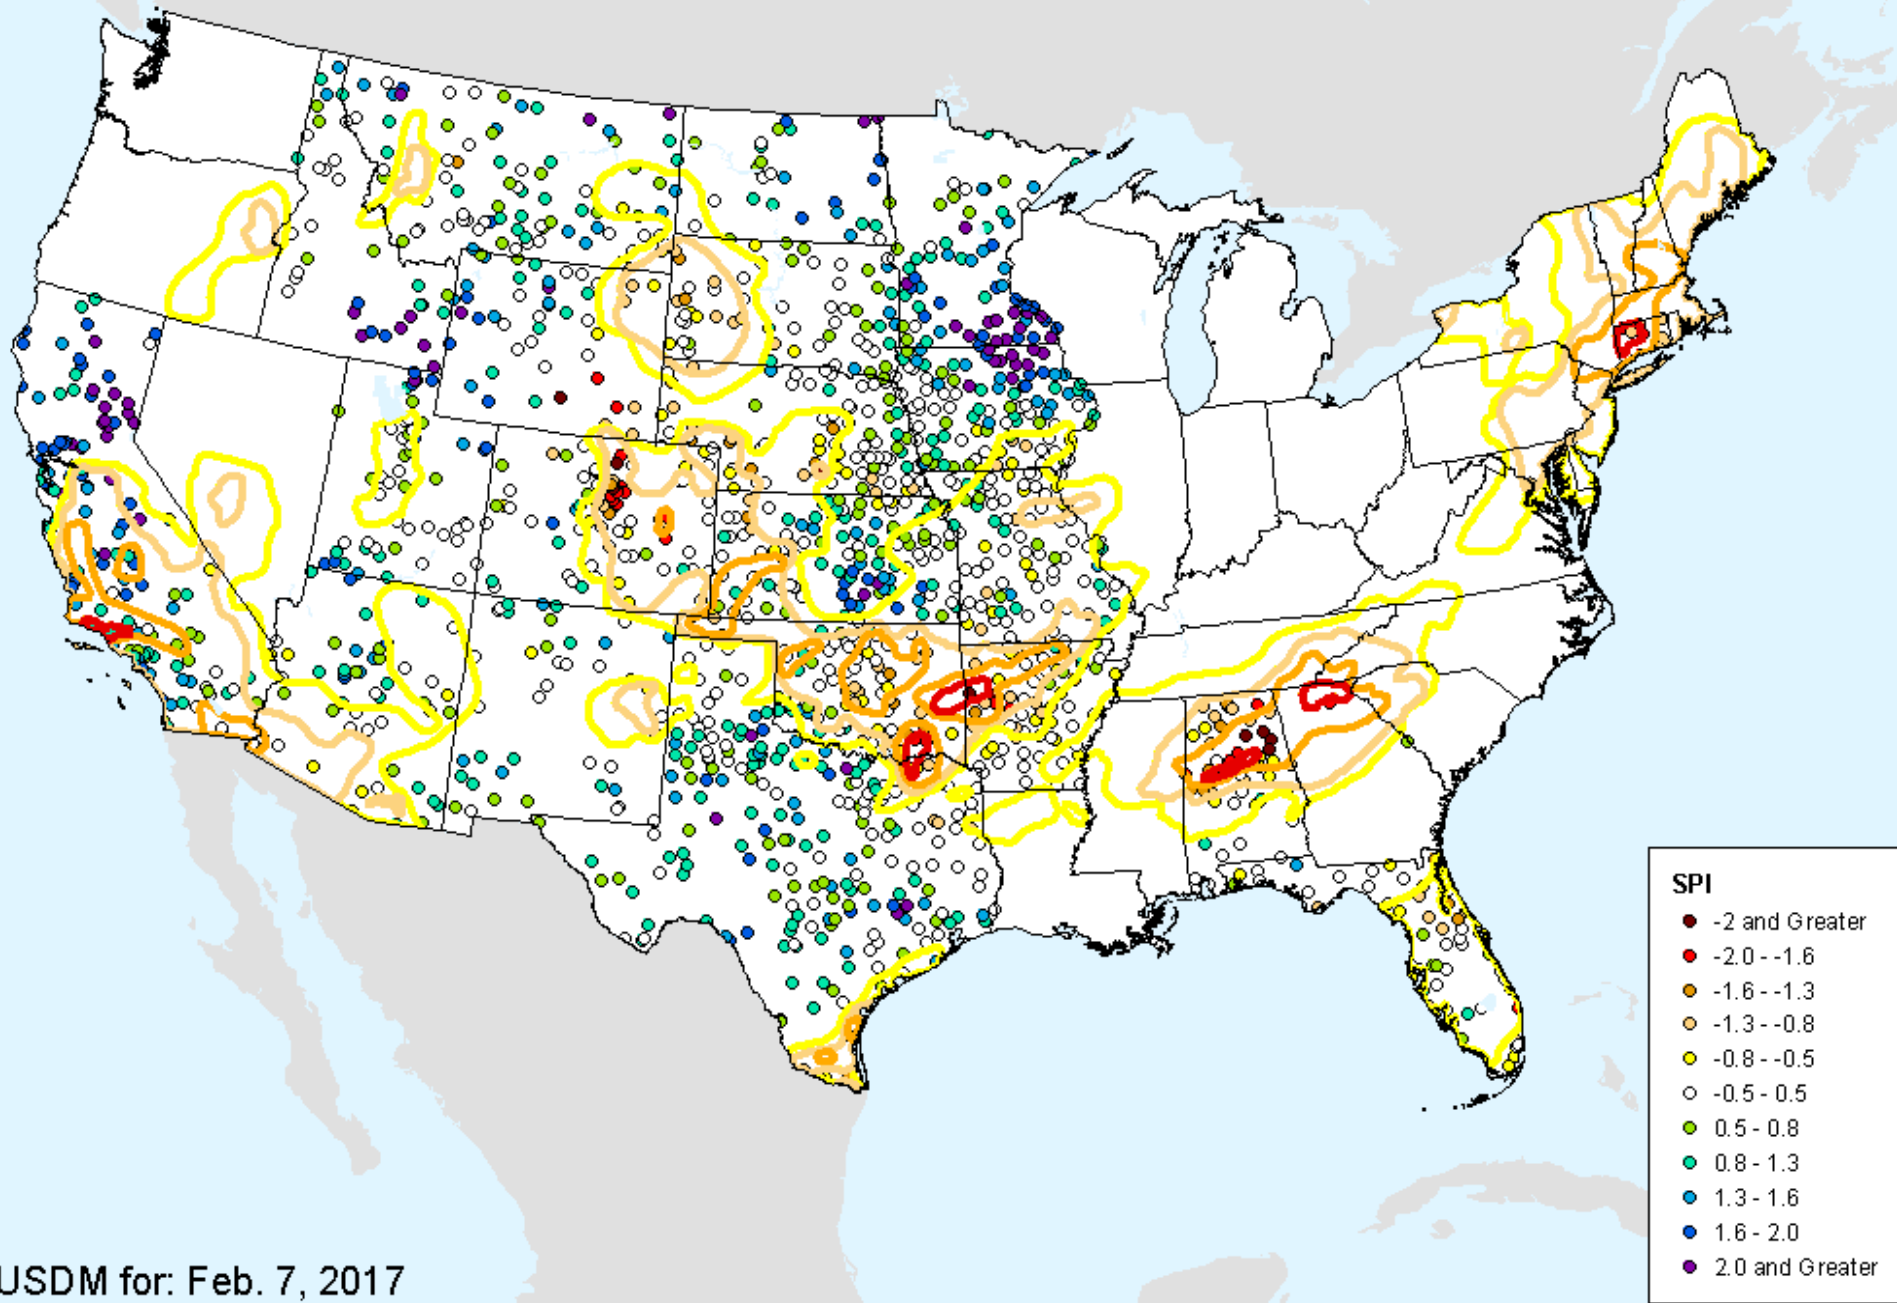 SPI
-2 and Greater
-2.0 - -1.6
-1.6 - -1.3
-1.3 - -0.8
-0.8 - -0.5
-0.5 - 0.5
0.5 - 0.8
0.8 - 1.3
1.3 - 1.6
1.6 - 2.0
2.0 and Greater
USDM for: Feb. 7, 2017